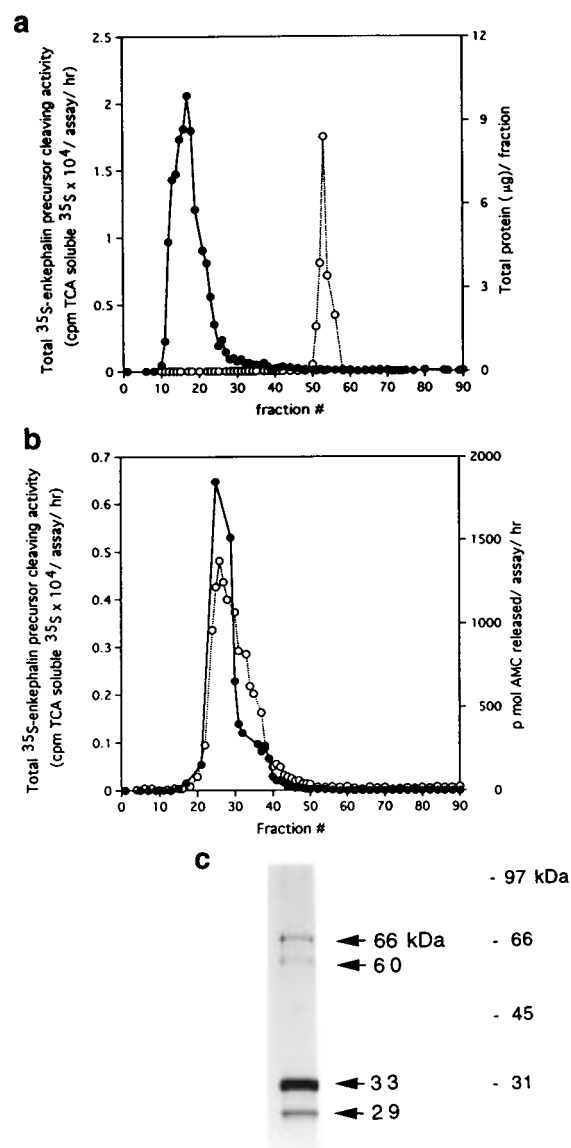 a
Total 35S-enkephalin precursor cleaving activity
(cpm TCA soluble 35S x 10^4/ assay/ hr)
2.5
2
1.5
1
0.5
0
12
9
6
3
0
Total protein (µg)/ fraction
0 10 20 30 40 50 60 70 80 90
fraction #
b
Total 35S-enkephalin precursor cleaving activity
(cpm TCA soluble 35S x 10^4/ assay/ hr)
0.7
0.6
0.5
0.4
0.3
0.2
0.1
0
2000
1500
1000
500
0
p mol AMC released/ assay/ hr
0 10 20 30 40 50 60 70 80 90
Fraction #
c
- 97 kDa
66 kDa - 66
60
- 45
33 - 31
29